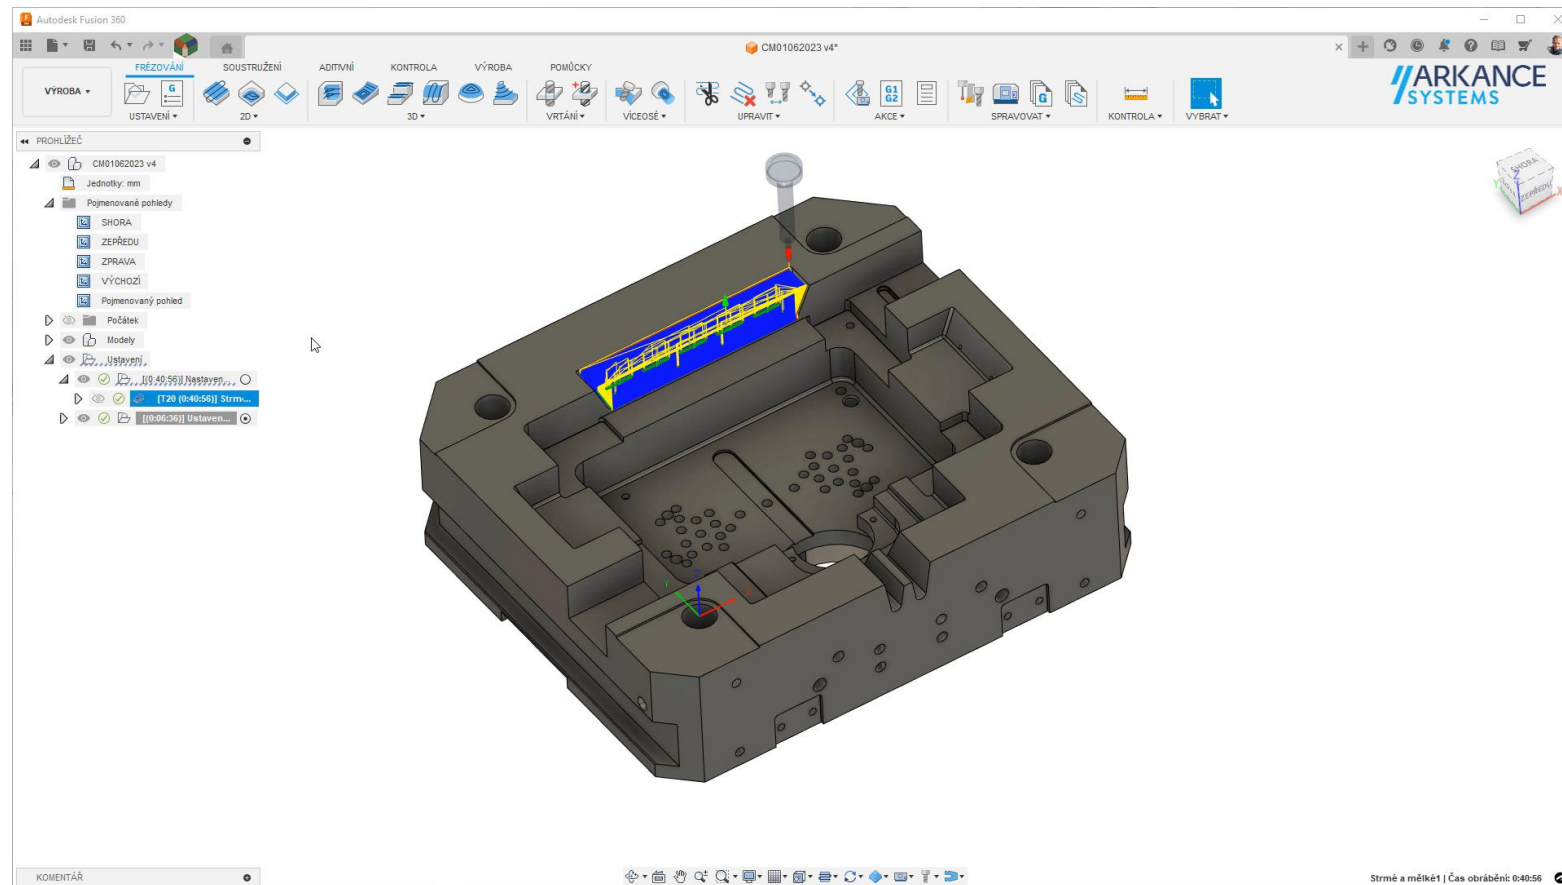 Autodesk Fusion 360
CM01062023 v4*
FRÉZOVÁNÍ SOUSTRUŽENÍ ADITIVNÍ KONTROLA VÝROBA POMŮCKY
VÝROBA
USTAVENÍ 2D 3D VRTÁNÍ VÍCEOSÉ UPRAVIT AKCE SPRAVOVAT KONTROLA VYBRAT
G1
G2
ARKANCE
SYSTEMS
PROHLÍŽEČ
CM01062023 v4
Jednotky: mm
Pojmenované pohledy
SHORA
ZEPŘEDU
ZPRAVA
VÝCHOZÍ
Pojmenovaný pohled
Počátek
Modely
Ustavení
[(0:40:56)] Nastaven...
[T20 (0:40:56)] Strm...
[(0:06:36)] Ustaven...
SHORA
ZEPŘEDU
Z
X
Y
Z
Y
X
KOMENTÁŘ
Strmé a mělké1 | Čas obrábění: 0:40:56